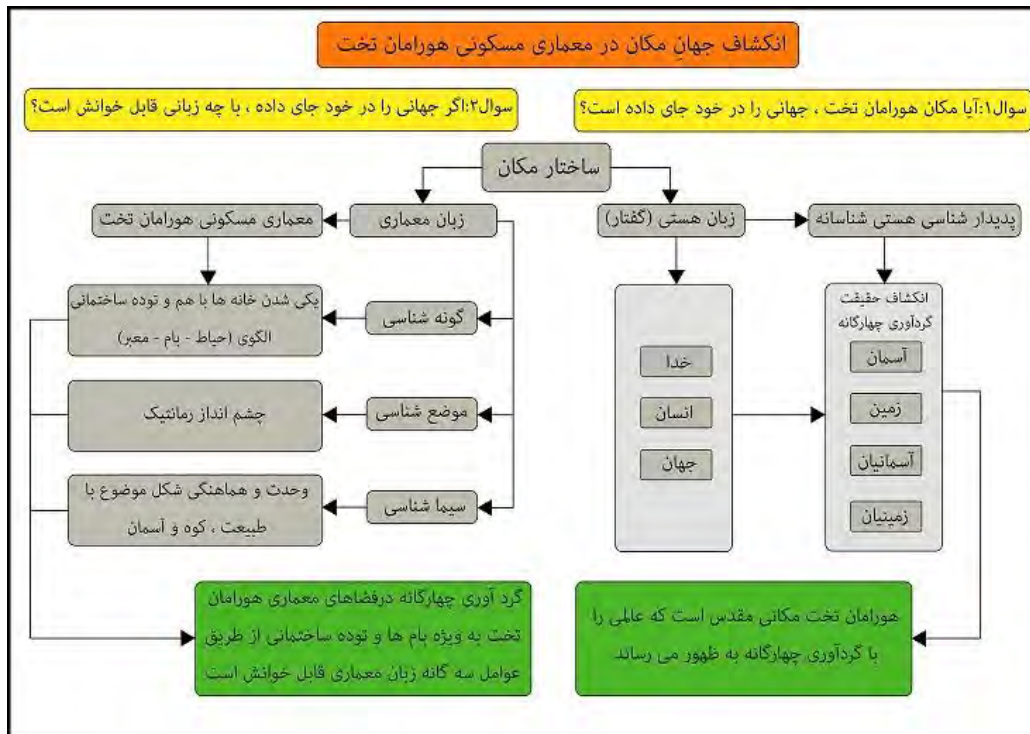 انکشاف جهانِ مکان در معماری مسکونی هورامان تخت
سوال۱:آیا مکان هورامان تخت ، جهانی را در خود جای داده است؟
سوال۲:اگر جهانی را در خود جای داده ، با چه زبانی قابل خوانش است؟
ساختار مکان
پدیدار شناسی هستی شناسانه
زبان هستی (گفتار)
زبان معماری
معماری مسکونی هورامان تخت
انکشاف حقیقت
گردآوری چهارگانه
آسمان
زمین
آسمانیان
زمینیان
خدا
انسان
جهان
گونه شناسی
یکی شدن خانه ها با هم و توده ساختمانی
الگوی (حیاط - بام - معبر)
موضع شناسی
چشم انداز رمانتیک
سیما شناسی
وحدت و هماهنگی شکل موضوع با
طبیعت ، کوه و آسمان
هورامان تخت مکانی مقدس است که عالمی را
با گردآوری چهارگانه به ظهور می رساند
گرد آوری چهارگانه درفضاهای معماری هورامان
تخت به ویژه بام ها و توده ساختمانی از طریق
عوامل سه گانه زبان معماری قابل خوانش است